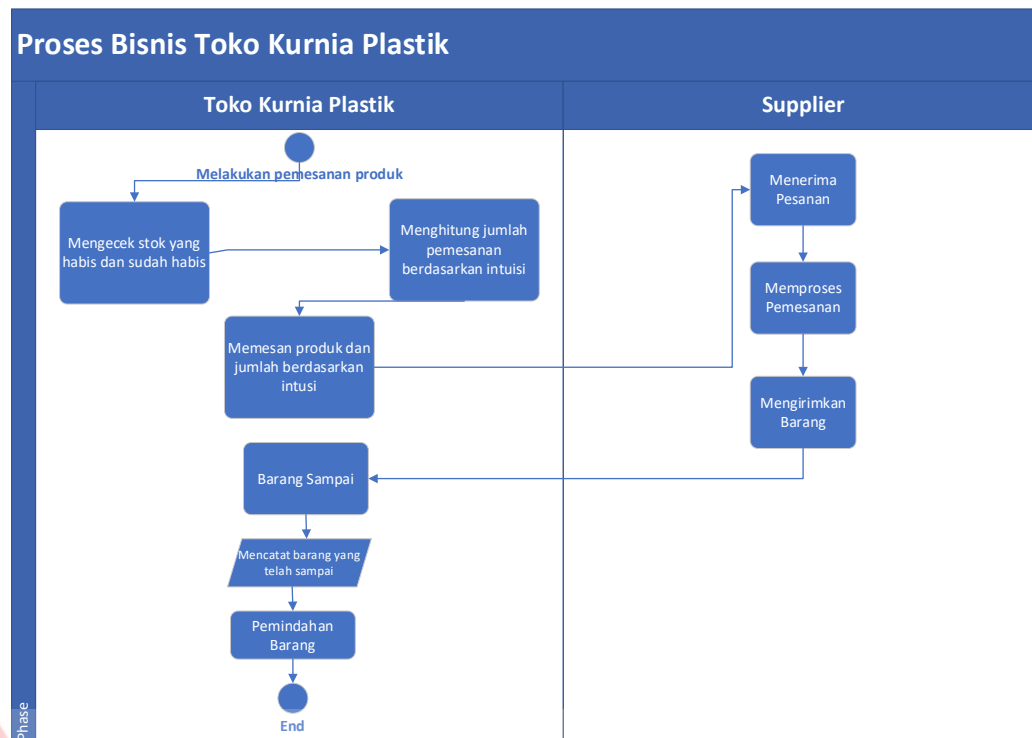 Proses Bisnis Toko Kurnia Plastik
Toko Kurnia Plastik
Supplier
Melakukan pemesanan produk
Mengecek stok yang
habis dan sudah habis
Menghitung jumlah
pemesanan
berdasarkan intuisi
Memesan produk dan
jumlah berdasarkan
intusi
Menerima
Pesanan
Memproses
Pemesanan
Mengirimkan
Barang
Barang Sampai
Mencatat barang yang
telah sampai
Pemindahan
Barang
End
Phase